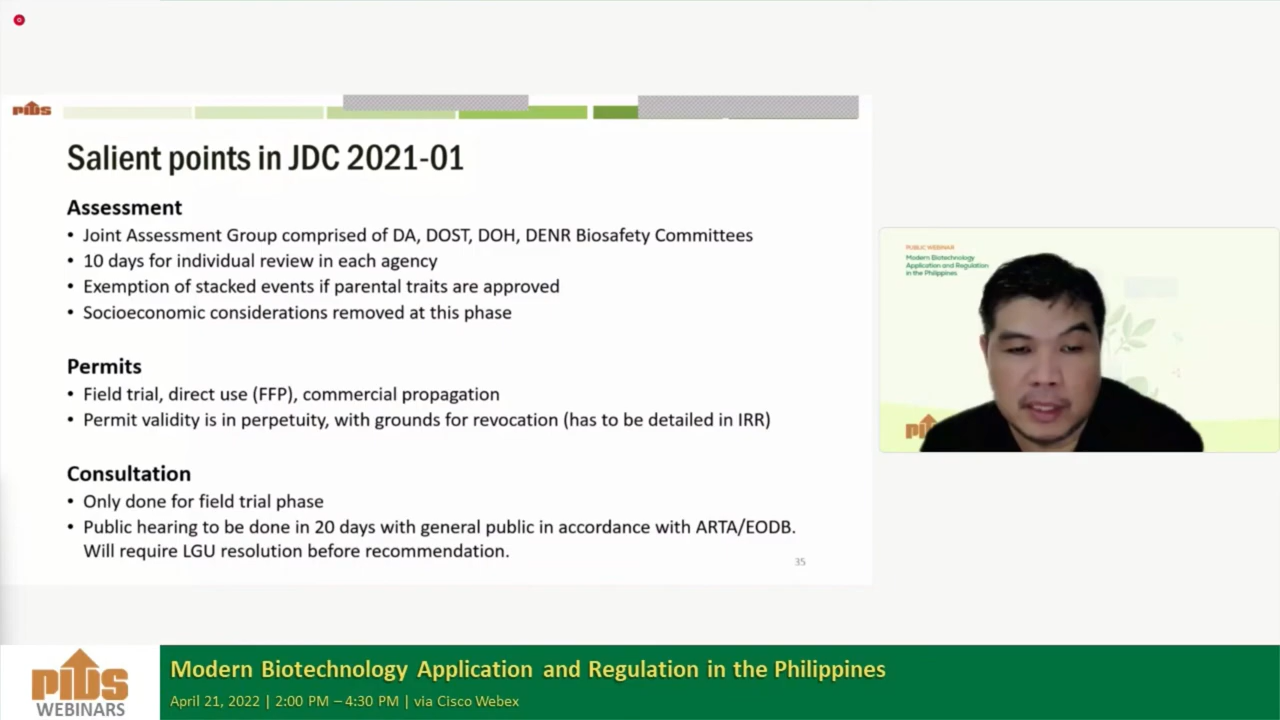 PIDS
Salient points in JDC 2021-01
Assessment
• Joint Assessment Group comprised of DA, DOST, DOH, DENR Biosafety Committees
• 10 days for individual review in each agency
• Exemption of stacked events if parental traits are approved
• Socioeconomic considerations removed at this phase
Permits
• Field trial, direct use (FFP), commercial propagation
• Permit validity is in perpetuity, with grounds for revocation (has to be detailed in IRR)
Consultation
• Only done for field trial phase
• Public hearing to be done in 20 days with general public in accordance with ARTA/EODB.
Will require LGU resolution before recommendation.
35
PUBLIC WEBINAR
Modern Biotechnology
Application and Regulation
in the Philippines
PIDS
WEBINARS
Modern Biotechnology Application and Regulation in the Philippines
April 21, 2022 | 2:00 PM – 4:30 PM | via Cisco Webex